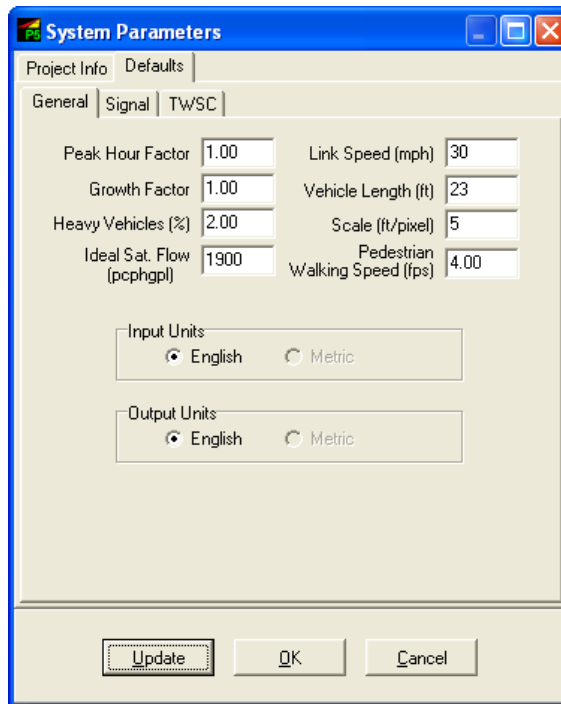 P5 System Parameters
Project Info Defaults
General Signal TWSC
Peak Hour Factor 1.00 Link Speed (mph) 30
Growth Factor 1.00 Vehicle Length (ft) 23
Heavy Vehicles (%) 2.00 Scale (ft/pixel) 5
Ideal Sat. Flow (pcphgpl) 1900 Pedestrian Walking Speed (fps) 4.00
Input Units
English Metric
Output Units
English Metric
Update OK Cancel